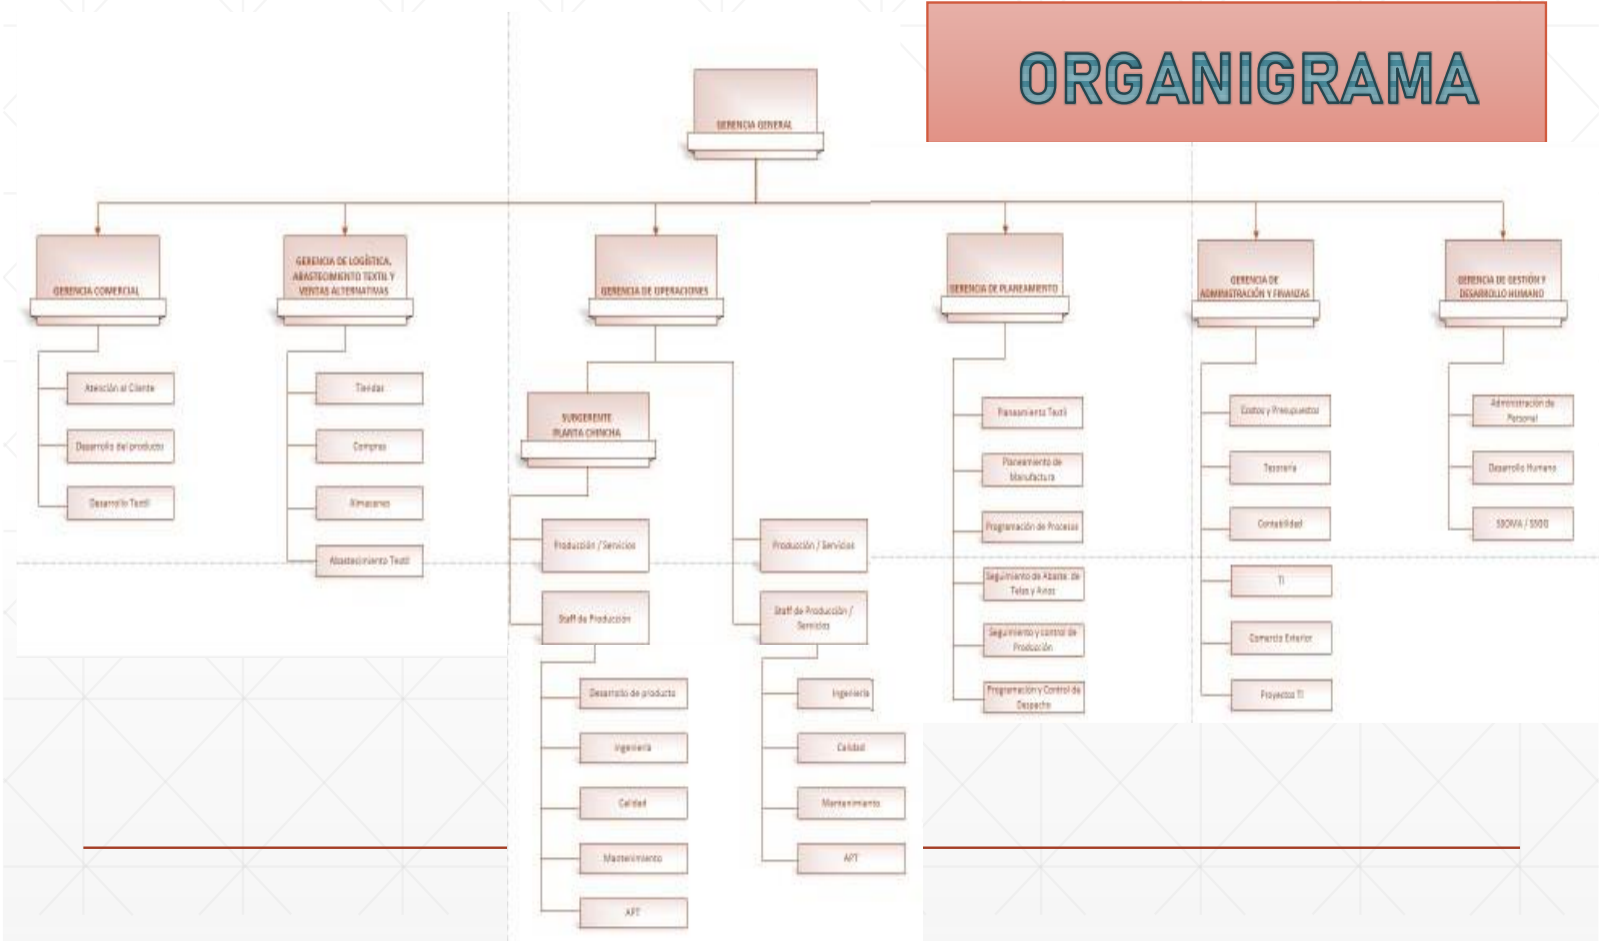 ORGANIGRAMA
GERENCIA GENERAL
GERENCIA COMERCIAL
Atención al Cliente
Desarrollo del producto
Desarrollo Textil
GERENCIA DE LOGÍSTICA,
ABASTECIMIENTO TEXTIL Y
VENTAS ALTERNATIVAS
Tiendas
Compras
Almacenes
Abastecimiento Textil
GERENCIA DE OPERACIONES
SUBGERENTE
PLANTA CHINCHA
Producción / Servicios
Staff de Producción
Desarrollo de producto
Ingeniería
Calidad
Mantenimiento
APT
Producción / Servicios
Staff de Producción /
Servicios
Ingeniería
Calidad
Mantenimiento
APT
GERENCIA DE PLANEAMIENTO
Planeamiento Textil
Planeamiento de
Manufactura
Programación de Procesos
Seguimiento de Abaste. de
Telas y Avios
Seguimiento y control de
Producción
Programación y Control de
Despacho
GERENCIA DE
ADMINISTRACIÓN Y FINANZAS
Costos y Presupuestos
Tesorería
Contabilidad
TI
Comercio Exterior
Proyectos TI
GERENCIA DE GESTIÓN Y
DESARROLLO HUMANO
Administración de
Personal
Desarrollo Humano
SSOMA /